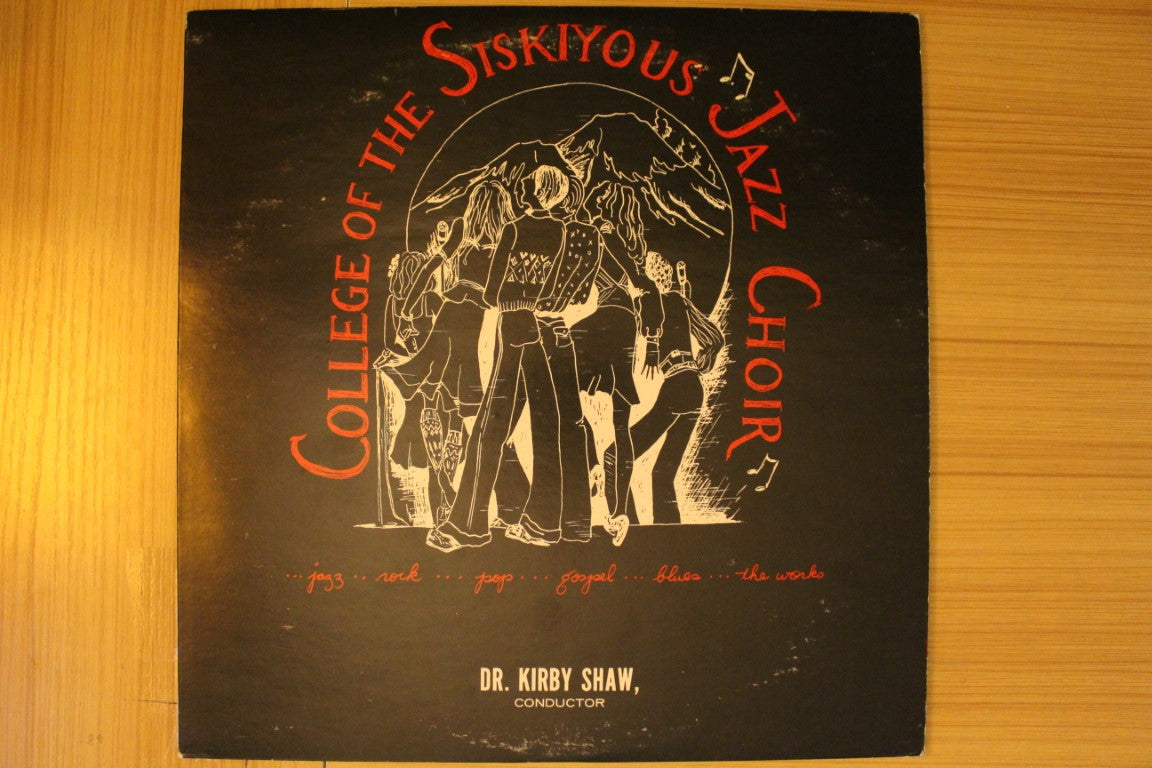 COLLEGE OF THE SISKIYOUS JAZZ CHOIR
... jazz .. rock .... pop ... gospel ... blues ... the works
DR. KIRBY SHAW,
CONDUCTOR